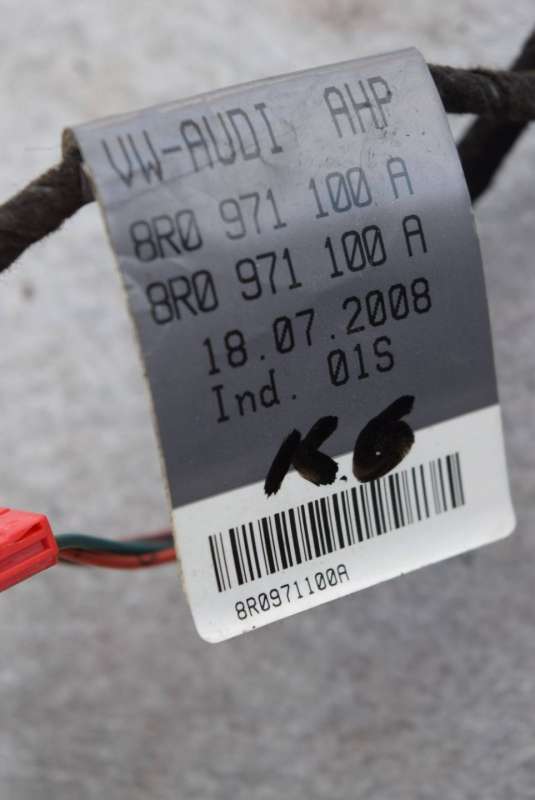 VW-AUDI AHP
8R0 971 100 A
8R0 971 100 A
18.07.2008
Ind. 01S
K6
8R0971100A